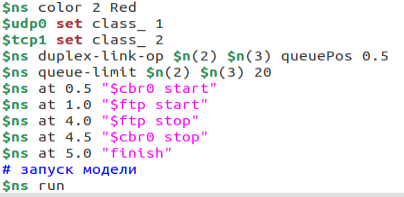 $ns color 2 Red
$udp0 set class_ 1
$tcp1 set class_ 2
$ns duplex-link-op $n(2) $n(3) queuePos 0.5
$ns queue-limit $n(2) $n(3) 20
$ns at 0.5 "$cbr0 start"
$ns at 1.0 "$ftp start"
$ns at 4.0 "$ftp stop"
$ns at 4.5 "$cbr0 stop"
$ns at 5.0 "finish"
# запуск модели
$ns run